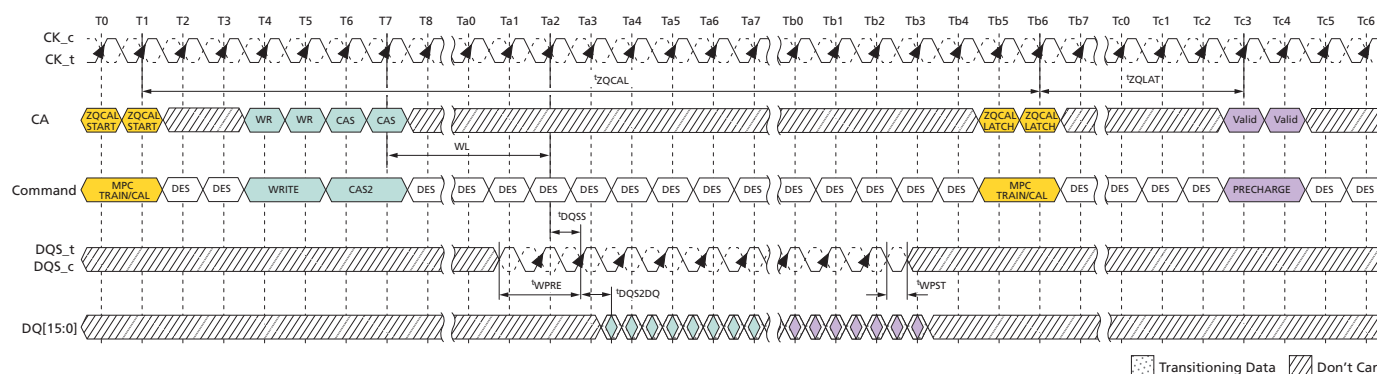 T0 T1 T2 T3 T4 T5 T6 T7 T8 Ta0 Ta1 Ta2 Ta3 Ta4 Ta5 Ta6 Ta7 Tb0 Tb1 Tb2 Tb3 Tb4 Tb5 Tb6 Tb7 Tc0 Tc1 Tc2 Tc3 Tc4 Tc5 Tc6
CK_c
CK_t
tZQCAL tZQLAT
CA ZQCAL START ZQCAL START WR WR CAS CAS ZQCAL LATCH ZQCAL LATCH Valid Valid
WL
Command MPC TRAIN/CAL DES DES WRITE CAS2 DES DES DES DES DES DES DES DES DES DES DES DES DES DES MPC TRAIN/CAL DES DES DES DES PRECHARGE DES DES
tDQSS
DQS_t
DQS_c
tWPRE tDQS2DQ tWPST
DQ[15:0]
Transitioning Data Don't Car